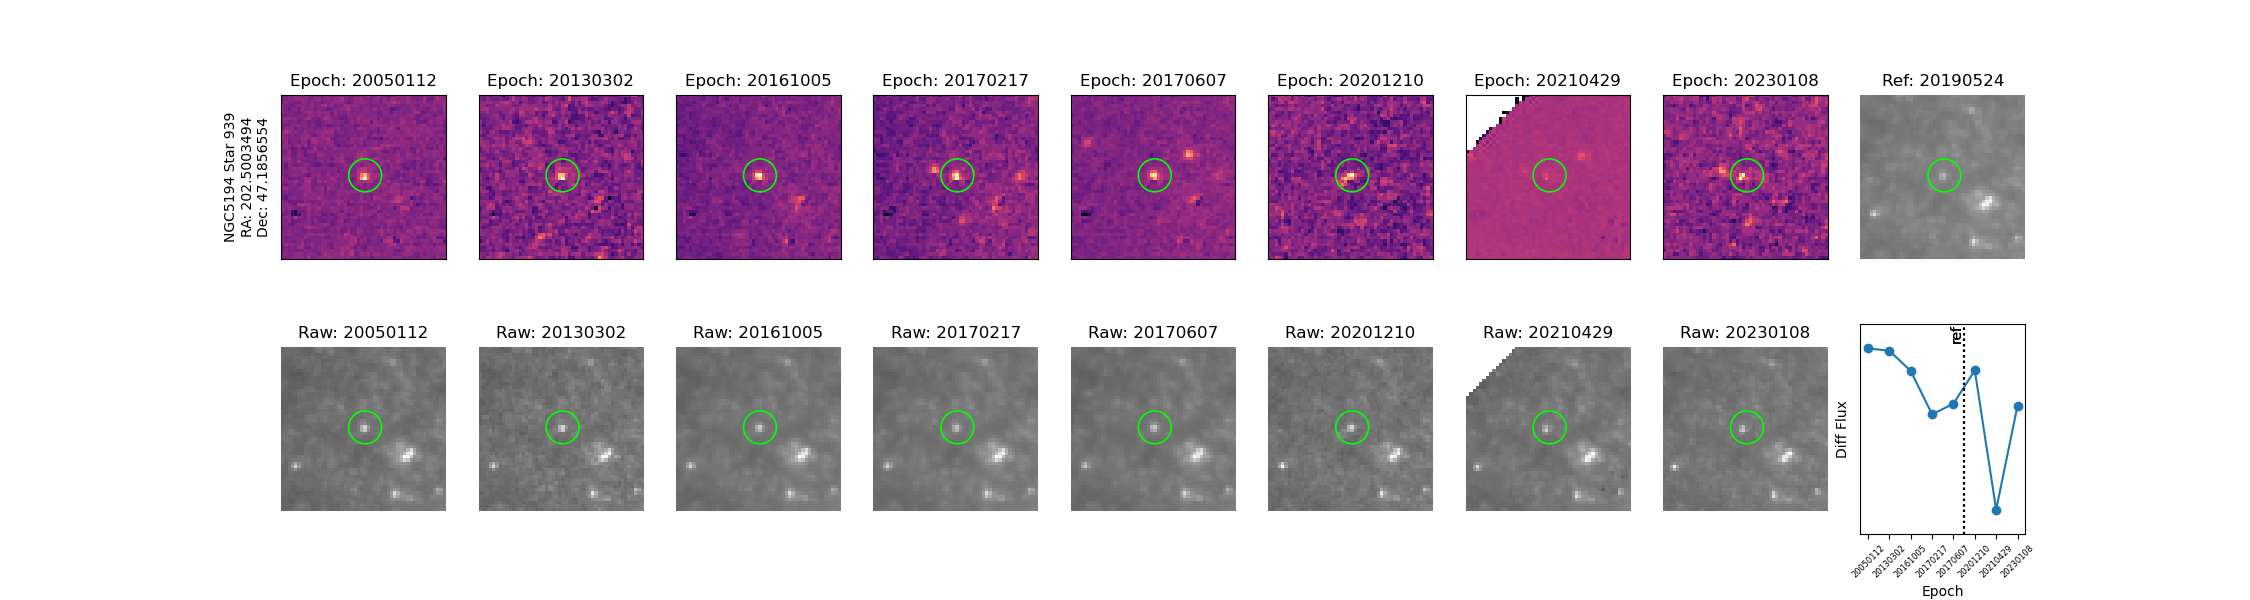 Epoch: 20050112
Epoch: 20130302
Epoch: 20161005
Epoch: 20170217
Epoch: 20170607
Epoch: 20201210
Epoch: 20210429
Epoch: 20230108
Ref: 20190524
NGC5194 Star 939
RA: 202.5003494
Dec: 47.1856554
Raw: 20050112
Raw: 20130302
Raw: 20161005
Raw: 20170217
Raw: 20170607
Raw: 20201210
Raw: 20210429
Raw: 20230108
ref
Diff Flux
20050112
20130302
20161005
20170217
20170607
20201210
20210429
20230108
Epoch